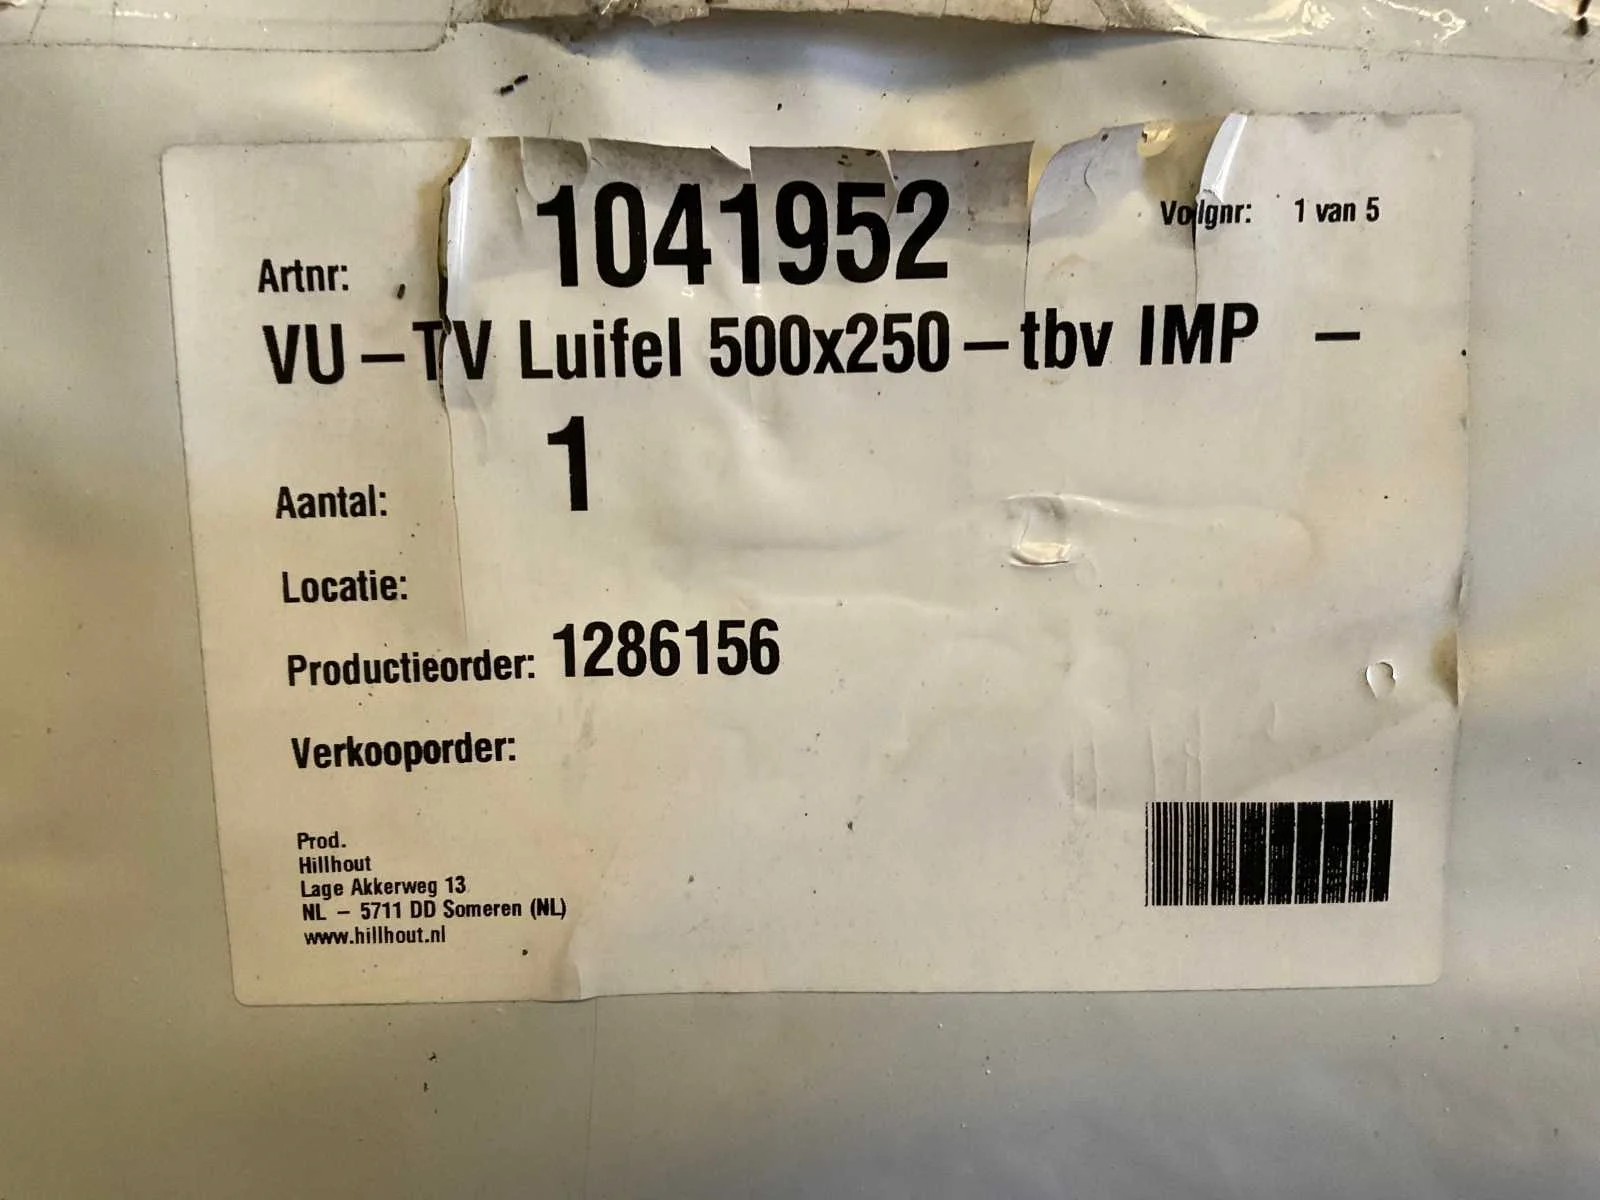 Artnr: 1041952 Volgnr: 1 van 5
VU-TV Luifel 500x250-tbv IMP -
Aantal: 1
Locatie:
Productieorder: 1286156
Verkooporder:
Prod.
Hillhout
Lage Akkerweg 13
NL - 5711 DD Someren (NL)
www.hillhout.nl